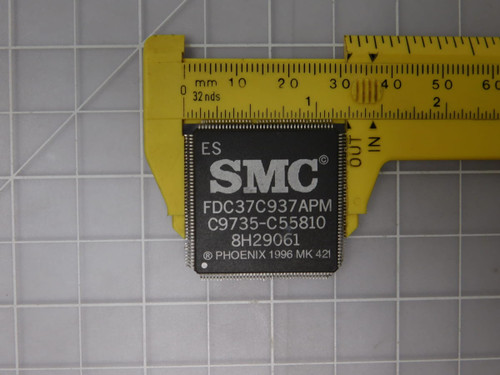 0 mm 10 20 30 40 50 60
32 nds 1 2
OUT
IN
ES
SMC©
FDC37C937APM
C9735-C55810
8H29061
® PHOENIX 1996 MK 421